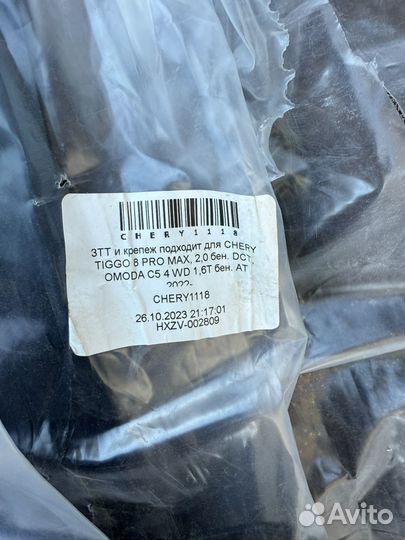 CHERY1118
ЗТТ и крепеж подходит для CHERY
TIGGO 8 PRO MAX, 2,0 бен. DCT,
OMODA C5 4 WD 1,6T бен. AT
2022-
CHERY1118
26.10.2023 21:17:01
HXZV-002809
Avito